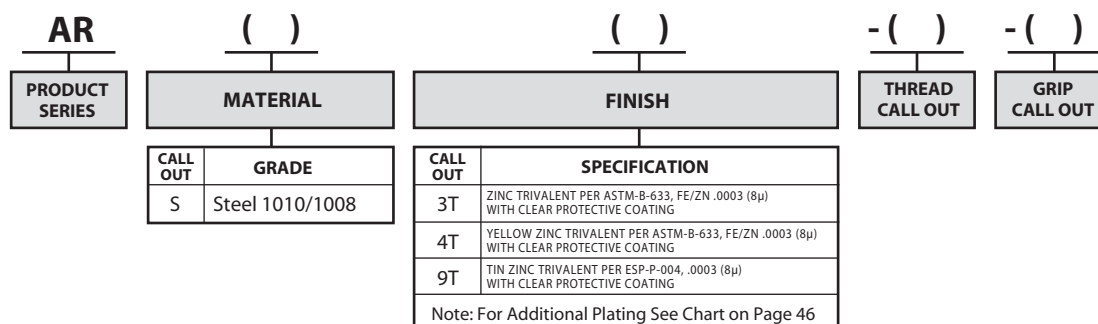 AR ( ) ( ) - ( ) - ( )
PRODUCT
SERIES
MATERIAL
FINISH
THREAD
CALL OUT
GRIP
CALL OUT
CALL
OUT
GRADE
S Steel 1010/1008
CALL
OUT
SPECIFICATION
3T
ZINC TRIVALENT PER ASTM-B-633, FE/ZN .0003 (8μ)
WITH CLEAR PROTECTIVE COATING
4T
YELLOW ZINC TRIVALENT PER ASTM-B-633, FE/ZN .0003 (8μ)
WITH CLEAR PROTECTIVE COATING
9T
TIN ZINC TRIVALENT PER ESP-P-004, .0003 (8μ)
WITH CLEAR PROTECTIVE COATING
Note: For Additional Plating See Chart on Page 46